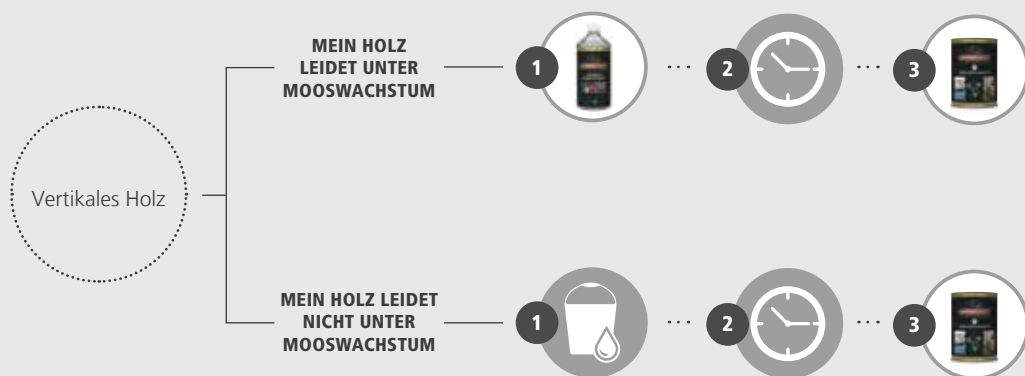 Vertikales Holz
MEIN HOLZ
LEIDET UNTER
MOOSWACHSTUM
1
2
3
MEIN HOLZ LEIDET
NICHT UNTER
MOOSWACHSTUM
1
2
3